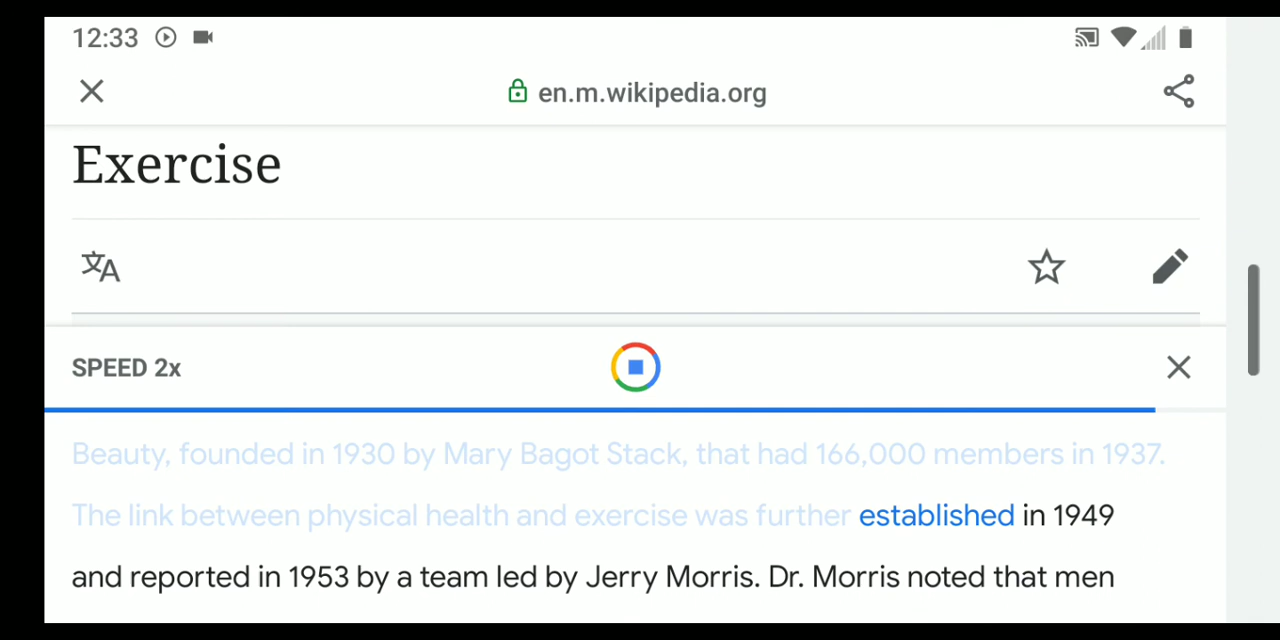 12:33
en.m.wikipedia.org
Exercise
文A
SPEED 2x
Beauty, founded in 1930 by Mary Bagot Stack, that had 166,000 members in 1937.
The link between physical health and exercise was further established in 1949
and reported in 1953 by a team led by Jerry Morris. Dr. Morris noted that men